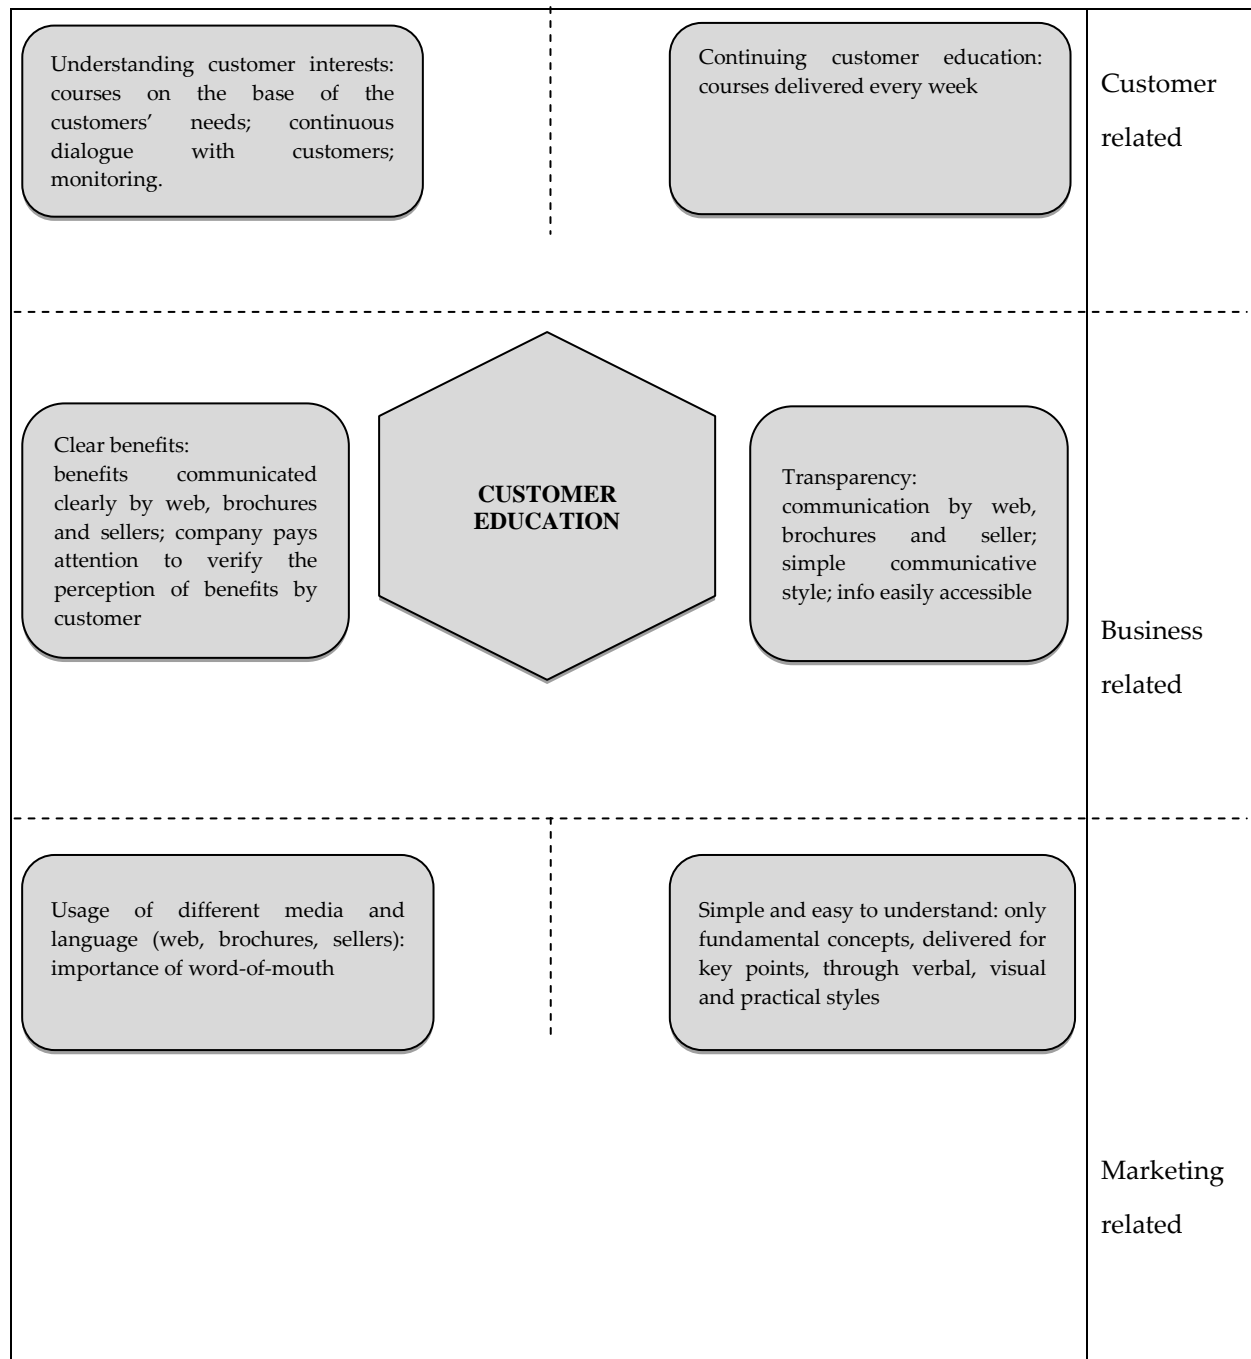 Understanding customer interests:
courses on the base of the
customers’ needs; continuous
dialogue with customers;
monitoring.
Continuing customer education:
courses delivered every week
Customer
related
Clear benefits:
benefits communicated
clearly by web, brochures
and sellers; company pays
attention to verify the
perception of benefits by
customer
CUSTOMER
EDUCATION
Transparency:
communication by web,
brochures and seller;
simple communicative
style; info easily accessible
Business
related
Usage of different media and
language (web, brochures, sellers):
importance of word-of-mouth
Simple and easy to understand: only
fundamental concepts, delivered for
key points, through verbal, visual
and practical styles
Marketing
related